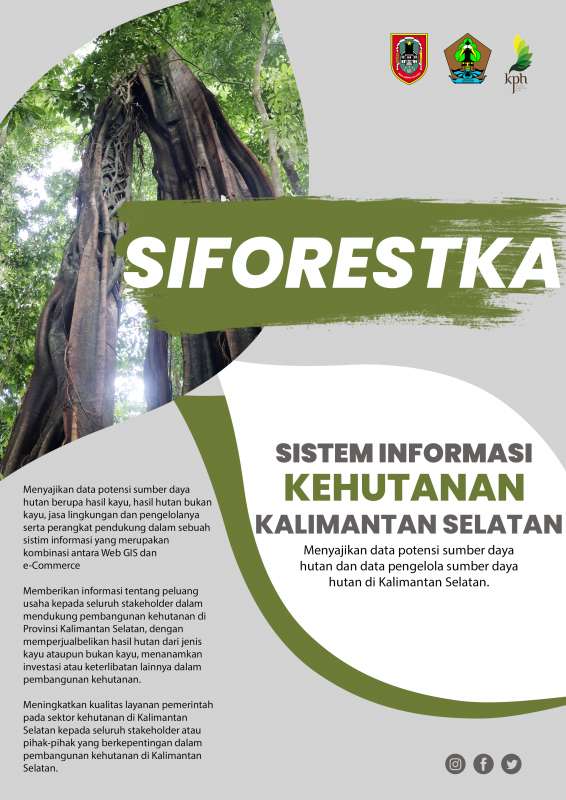 kph
SIFORESTKA
SISTEM INFORMASI
KEHUTANAN
KALIMANTAN SELATAN
Menyajikan data potensi sumber daya
hutan dan data pengelola sumber daya
hutan di Kalimantan Selatan.
Menyajikan data potensi sumber daya
hutan berupa hasil kayu, hasil hutan bukan
kayu, jasa lingkungan dan pengelolanya
serta perangkat pendukung dalam sebuah
sistim informasi yang merupakan
kombinasi antara Web GIS dan
e-Commerce
Memberikan informasi tentang peluang
usaha kepada seluruh stakeholder dalam
mendukung pembangunan kehutanan di
Provinsi Kalimantan Selatan, dengan
memperjualbelikan hasil hutan dari jenis
kayu ataupun bukan kayu, menanamkan
investasi atau keterlibatan lainnya dalam
pembangunan kehutanan.
Meningkatkan kualitas layanan pemerintah
pada sektor kehutanan di Kalimantan
Selatan kepada seluruh stakeholder atau
pihak-pihak yang berkepentingan dalam
pembangunan kehutanan di Kalimantan
Selatan.